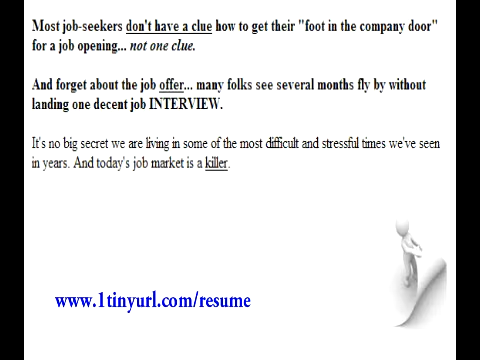 Most job-seekers don't have a clue how to get their "foot in the company door"
for a job opening... not one clue.
And forget about the job offer... many folks see several months fly by without
landing one decent job INTERVIEW.
It's no big secret we are living in some of the most difficult and stressful times we've seen
in years. And today's job market is a killer.
www.1tinyurl.com/resume